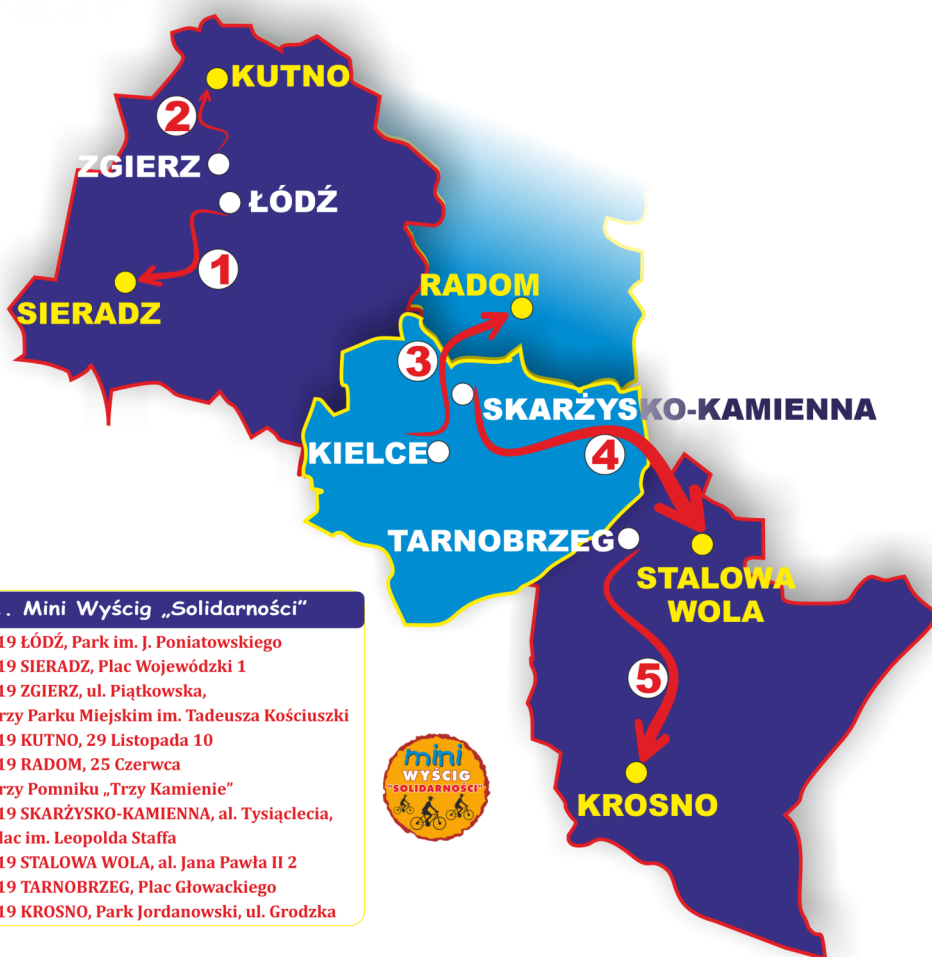 KUTNO
2
ZGIERZ
ŁÓDŹ
1
SIERADZ
RADOM
3
SKARŻYSKO-KAMIENNA
KIELCE
4
TARNOBRZEG
STALOWA
WOLA
5
KROSNO
. Mini Wyścig „Solidarności”
19 ŁÓDŹ, Park im. J. Poniatowskiego
19 SIERADZ, Plac Wojewódzki 1
19 ZGIERZ, ul. Piątkowska,
rzy Parku Miejskim im. Tadeusza Kościuszki
19 KUTNO, 29 Listopada 10
19 RADOM, 25 Czerwca
rzy Pomniku „Trzy Kamienie”
19 SKARŻYSKO-KAMIENNA, al. Tysiąclecia,
lac im. Leopolda Staffa
19 STALOWA WOLA, al. Jana Pawła II 2
19 TARNOBRZEG, Plac Głowackiego
19 KROSNO, Park Jordanowski, ul. Grodzka
mini
WYŚCIG
"SOLIDARNOŚCI"